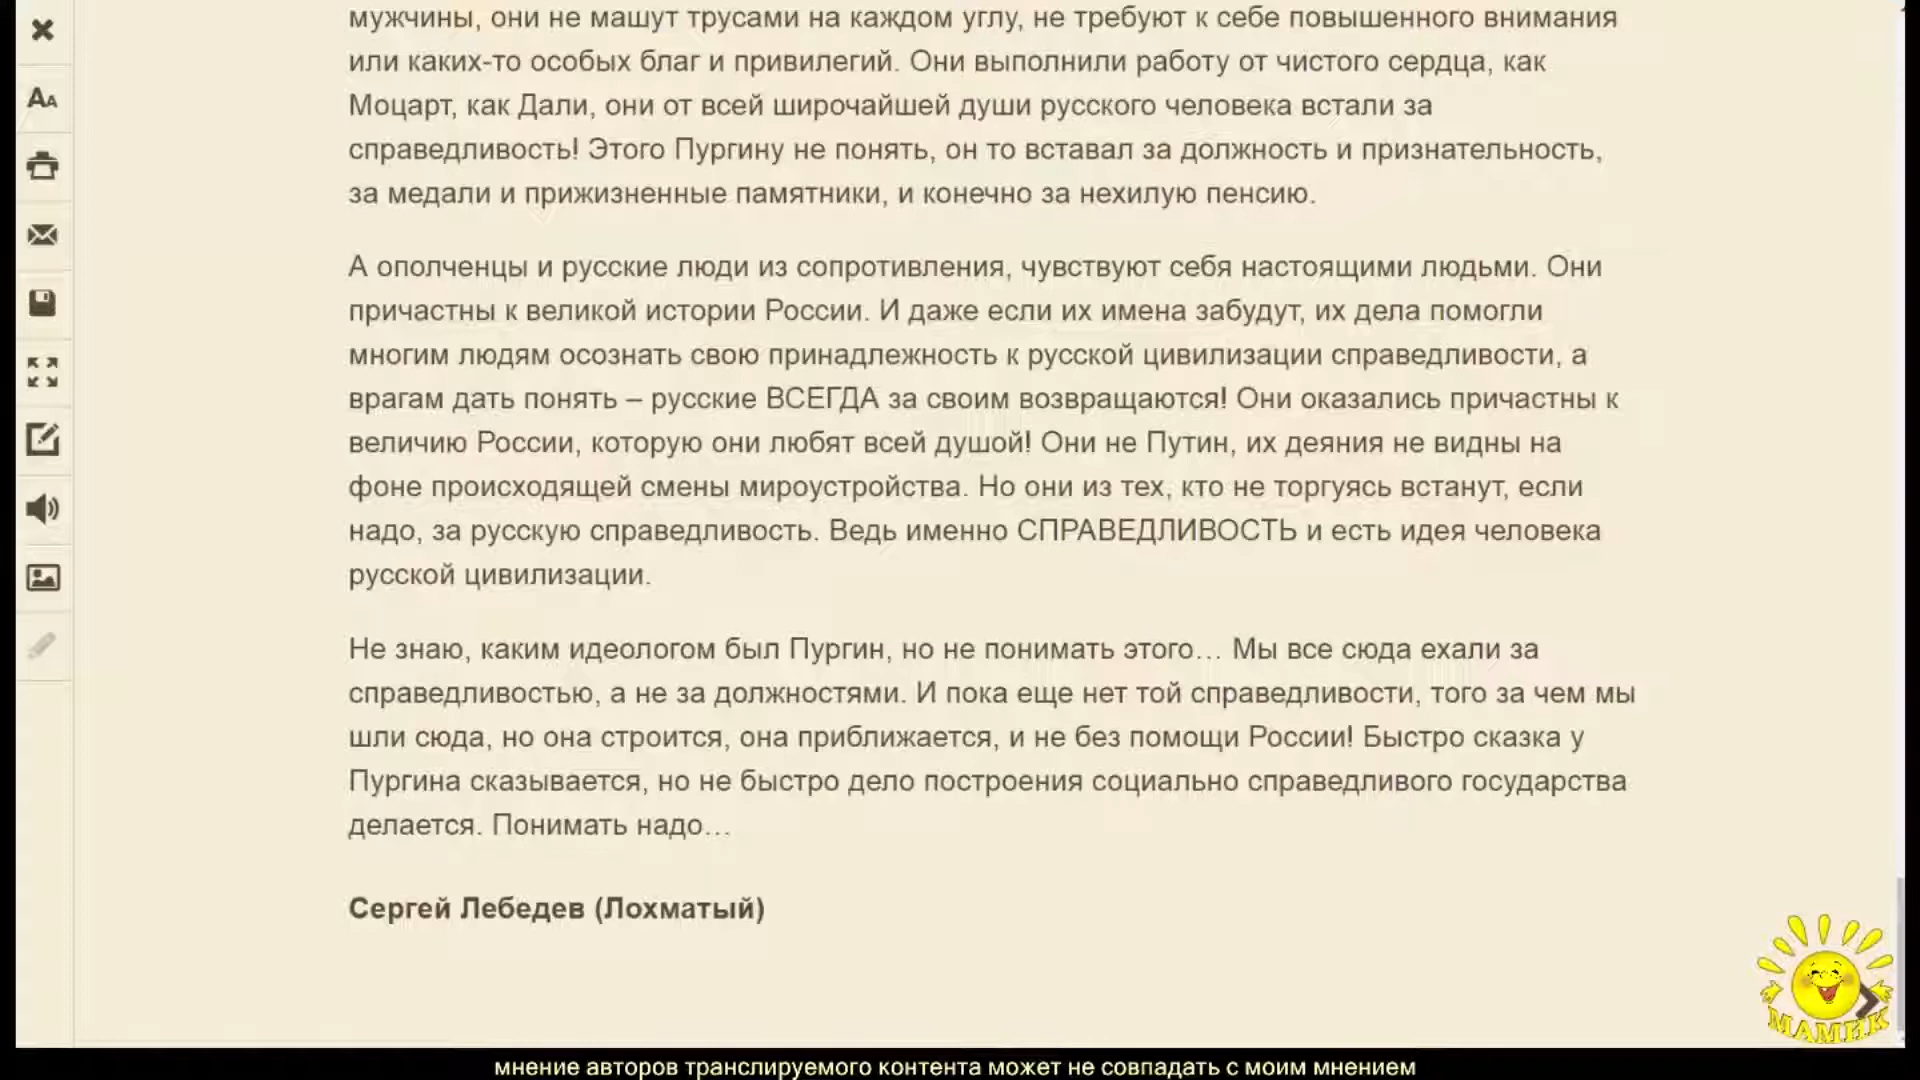 мужчины, они не машут трусами на каждом углу, не требуют к себе повышенного внимания
или каких-то особых благ и привилегий. Они выполнили работу от чистого сердца, как
Моцарт, как Дали, они от всей широчайшей души русского человека встали за
справедливость! Этого Пургину не понять, он то вставал за должность и признательность,
за медали и прижизненные памятники, и конечно за нехилую пенсию.
А ополченцы и русские люди из сопротивления, чувствуют себя настоящими людьми. Они
причастны к великой истории России. И даже если их имена забудут, их дела помогли
многим людям осознать свою принадлежность к русской цивилизации справедливости, а
врагам дать понять – русские ВСЕГДА за своим возвращаются! Они оказались причастны к
величию России, которую они любят всей душой! Они не Путин, их деяния не видны на
фоне происходящей смены мироустройства. Но они из тех, кто не торгуясь встанут, если
надо, за русскую справедливость. Ведь именно СПРАВЕДЛИВОСТЬ и есть идея человека
русской цивилизации.
Не знаю, каким идеологом был Пургин, но не понимать этого… Мы все сюда ехали за
справедливостью, а не за должностями. И пока еще нет той справедливости, того за чем мы
шли сюда, но она строится, она приближается, и не без помощи России! Быстро сказка у
Пургина сказывается, но не быстро дело построения социально справедливого государства
делается. Понимать надо…
Сергей Лебедев (Лохматый)
МАМИК
мнение авторов транслируемого контента может не совпадать с моим мнением